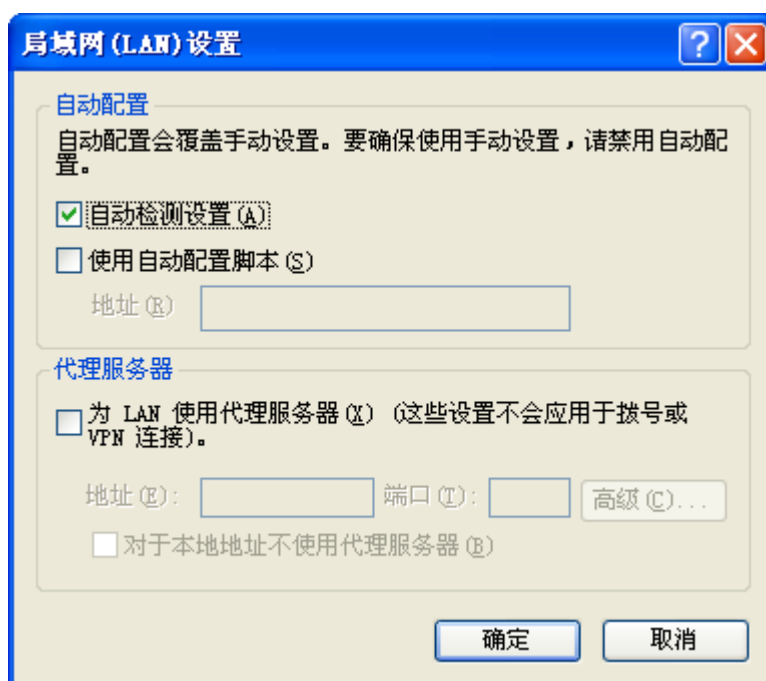 局域网(LAN)设置
自动配置
自动配置会覆盖手动设置。要确保使用手动设置,请禁用自动配
置。
自动检测设置(A)
使用自动配置脚本(S)
地址(R)
代理服务器
为 LAN 使用代理服务器(X) (这些设置不会应用于拨号或
VPN 连接)。
地址(E): 端口(T): 高级(C)...
对于本地地址不使用代理服务器(B)
确定 取消